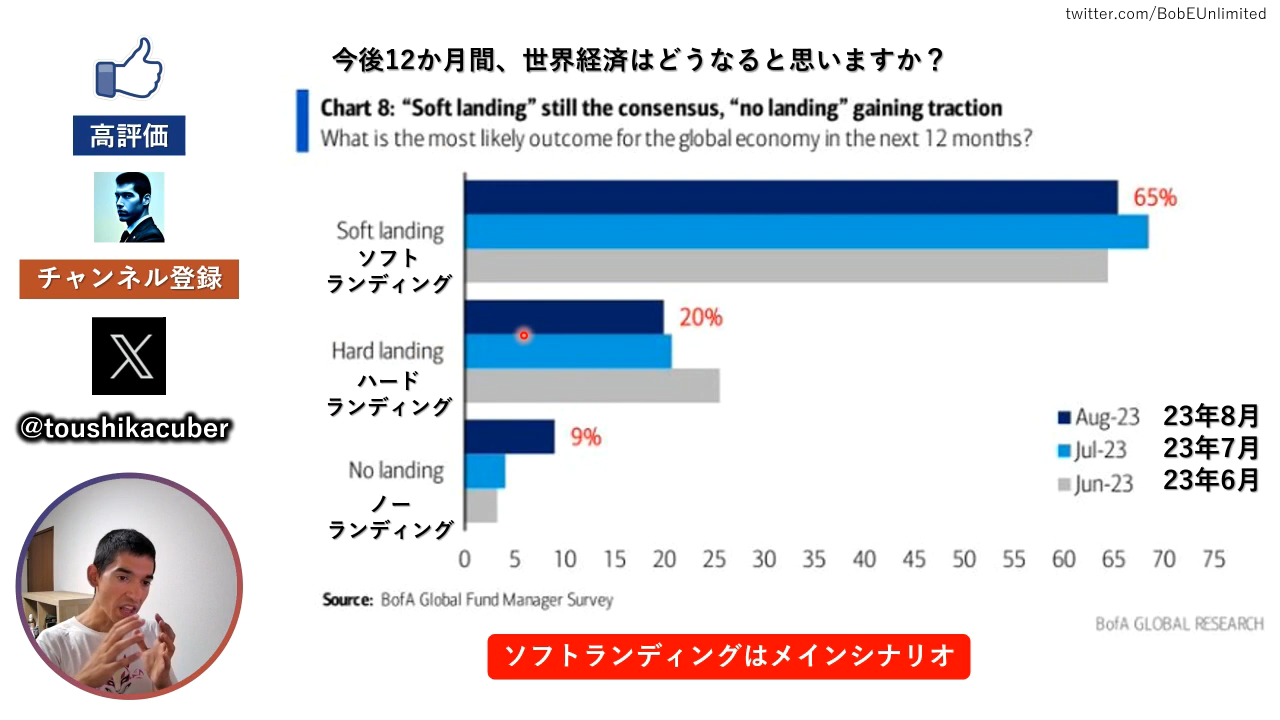 twitter.com/BobEUnlimited
高評価
チャンネル登録
@toushikacuber
今後12か月間、世界経済はどうなると思いますか？
Chart 8: “Soft landing” still the consensus, “no landing” gaining traction
What is the most likely outcome for the global economy in the next 12 months?
Soft landing
ソフト
ランディング
65%
Hard landing
ハード
ランディング
20%
No landing
ノー
ランディング
9%
Aug-23 23年8月
Jul-23 23年7月
Jun-23 23年6月
0 5 10 15 20 25 30 35 40 45 50 55 60 65 70 75
Source: BofA Global Fund Manager Survey
BofA GLOBAL RESEARCH
ソフトランディングはメインシナリオ